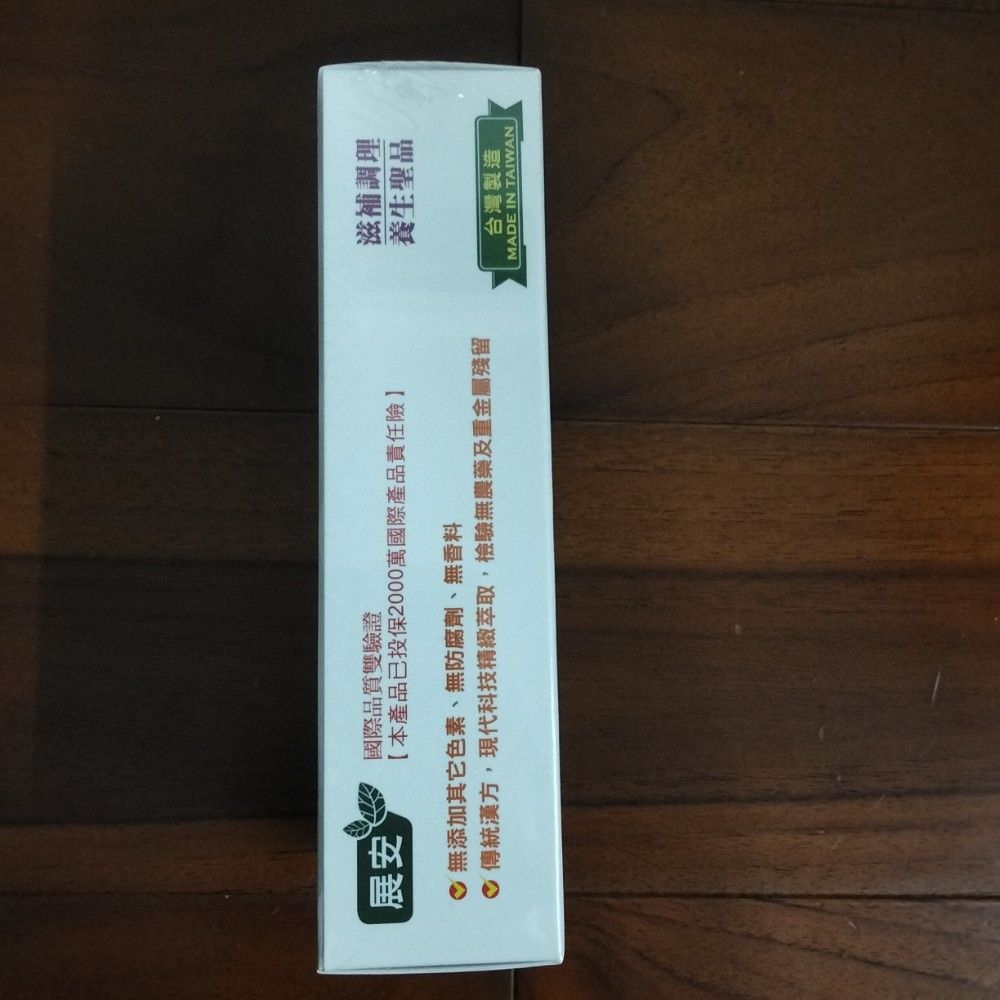 展安
國際品質雙驗證
【本產品已投保2000萬國際產品責任險】
滋補調理
養生聖品
無添加其它色素、無防腐劑、無香料
傳統漢方，現代科技精緻萃取，檢驗無農藥及重金屬殘留
台灣製造
MADE IN TAIWAN